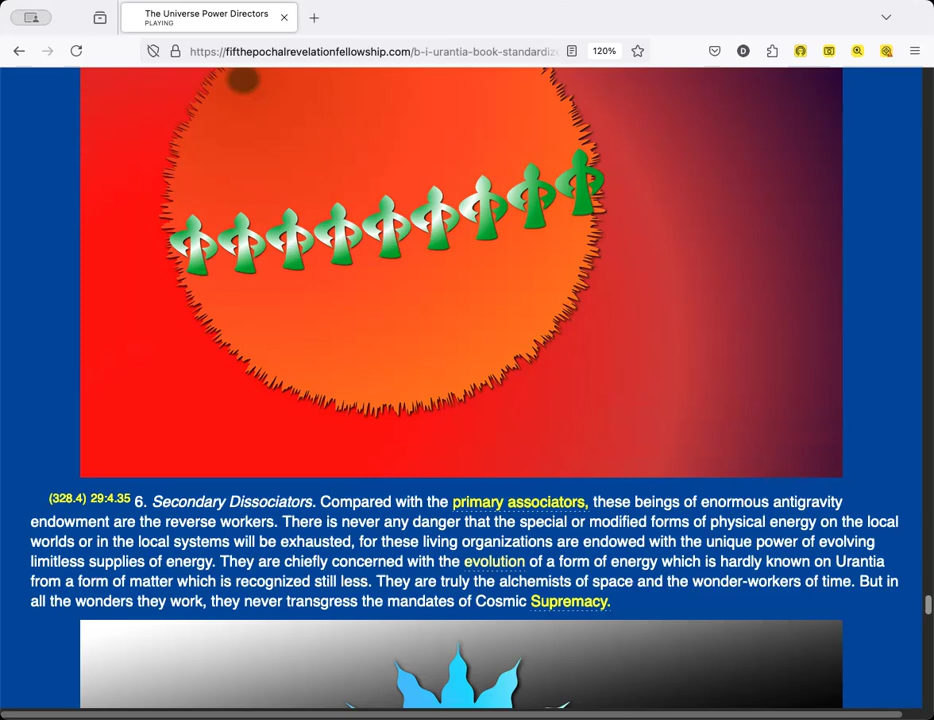 The Universe Power Directors
PLAYING
https://fifthepochalrevelationfellowship.com/b-i-urantia-book-standardiz
120%
D
(328.4) 29:4.35 6. Secondary Dissociators. Compared with the primary associators, these beings of enormous antigravity
endowment are the reverse workers. There is never any danger that the special or modified forms of physical energy on the local
worlds or in the local systems will be exhausted, for these living organizations are endowed with the unique power of evolving
limitless supplies of energy. They are chiefly concerned with the evolution of a form of energy which is hardly known on Urantia
from a form of matter which is recognized still less. They are truly the alchemists of space and the wonder-workers of time. But in
all the wonders they work, they never transgress the mandates of Cosmic Supremacy.